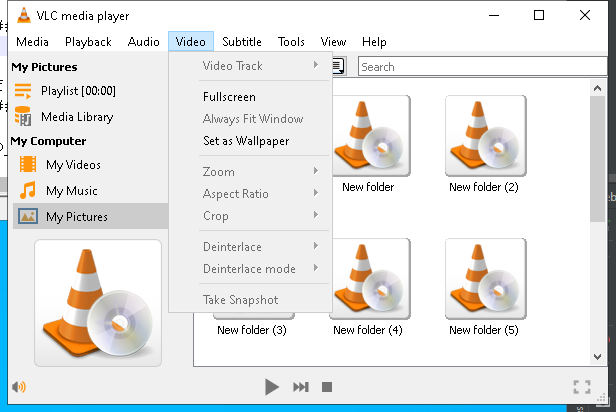 VLC media player
Media Playback Audio Video Subtitle Tools View Help
My Pictures
Playlist [00:00]
Media Library
My Computer
My Videos
My Music
My Pictures
Video Track
Fullscreen
Always Fit Window
Set as Wallpaper
Zoom
Aspect Ratio
Crop
Deinterlace
Deinterlace mode
Take Snapshot
Search
New folder
New folder (2)
New folder (3)
New folder (4)
New folder (5)